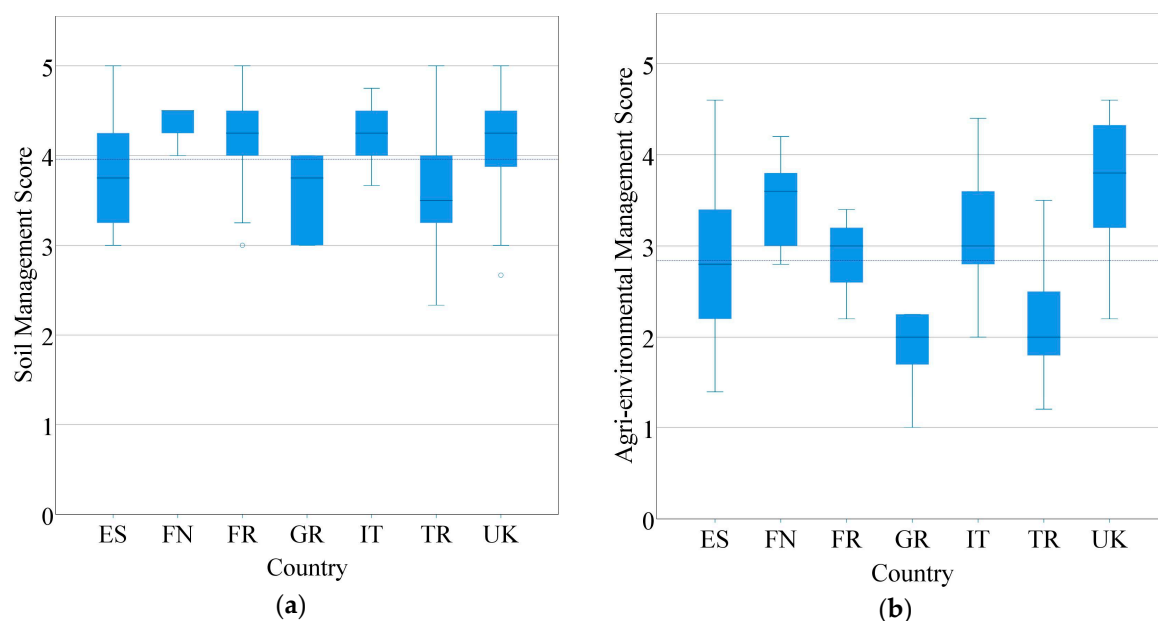 Soil Management Score
5
4
3
2
1
0
ES FN FR GR IT TR UK
Country
(a)
Agri-environmental Management Score
5
4
3
2
1
0
ES FN FR GR IT TR UK
Country
(b)